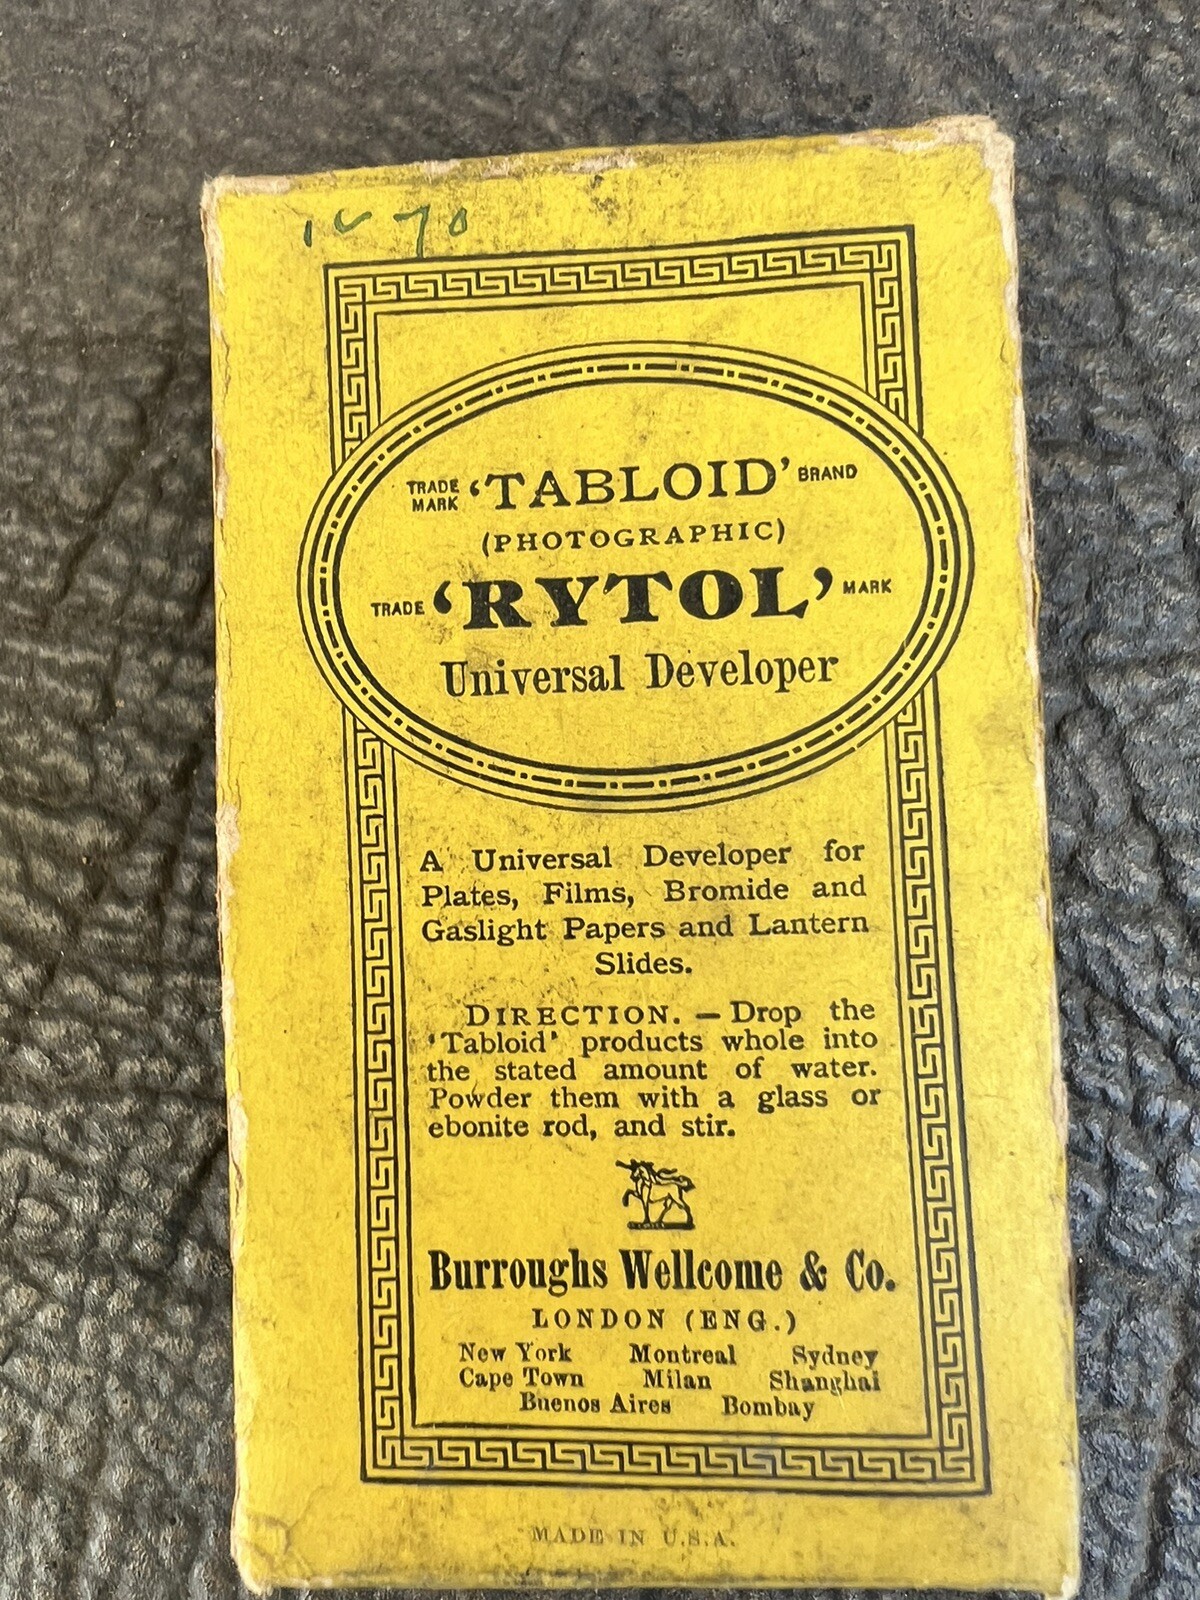 TRADE MARK 'TABLOID' BRAND
(PHOTOGRAPHIC)
TRADE 'RYTOL' MARK
Universal Developer
A Universal Developer for
Plates, Films, Bromide and
Gaslight Papers and Lantern
Slides.
DIRECTION. — Drop the
'Tabloid' products whole into
the stated amount of water.
Powder them with a glass or
ebonite rod, and stir.
Burroughs Wellcome & Co.
LONDON (ENG.)
New York Montreal Sydney
Cape Town Milan Shanghai
Buenos Aires Bombay
MADE IN U.S.A.